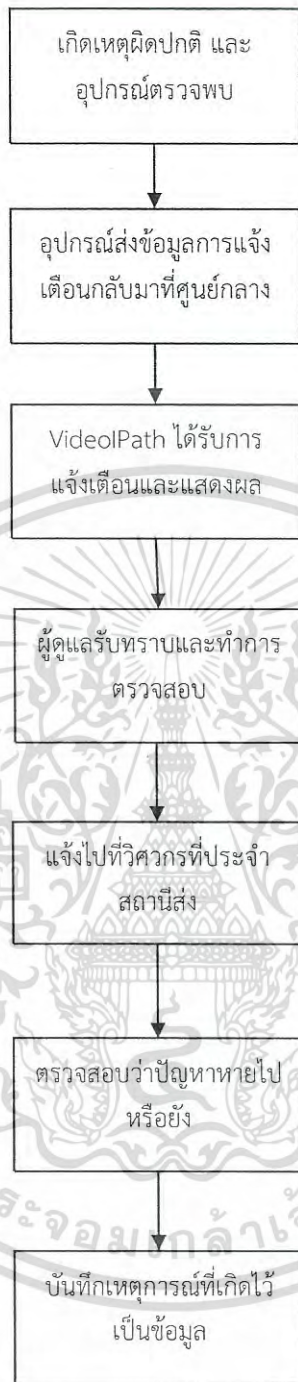 เกิดเหตุผิดปกติ และ
อุปกรณ์ตรวจพบ
อุปกรณ์ส่งข้อมูลการแจ้ง
เตือนกลับมาที่ศูนย์กลาง
VideoIPath ได้รับการ
แจ้งเตือนและแสดงผล
ผู้ดูแลรับทราบและทำการ
ตรวจสอบ
แจ้งไปที่วิศวกรที่ประจำ
สถานีส่ง
ตรวจสอบว่าปัญหาหายไป
หรือยัง
บันทึกเหตุการณ์ที่เกิดไว้
เป็นข้อมูล